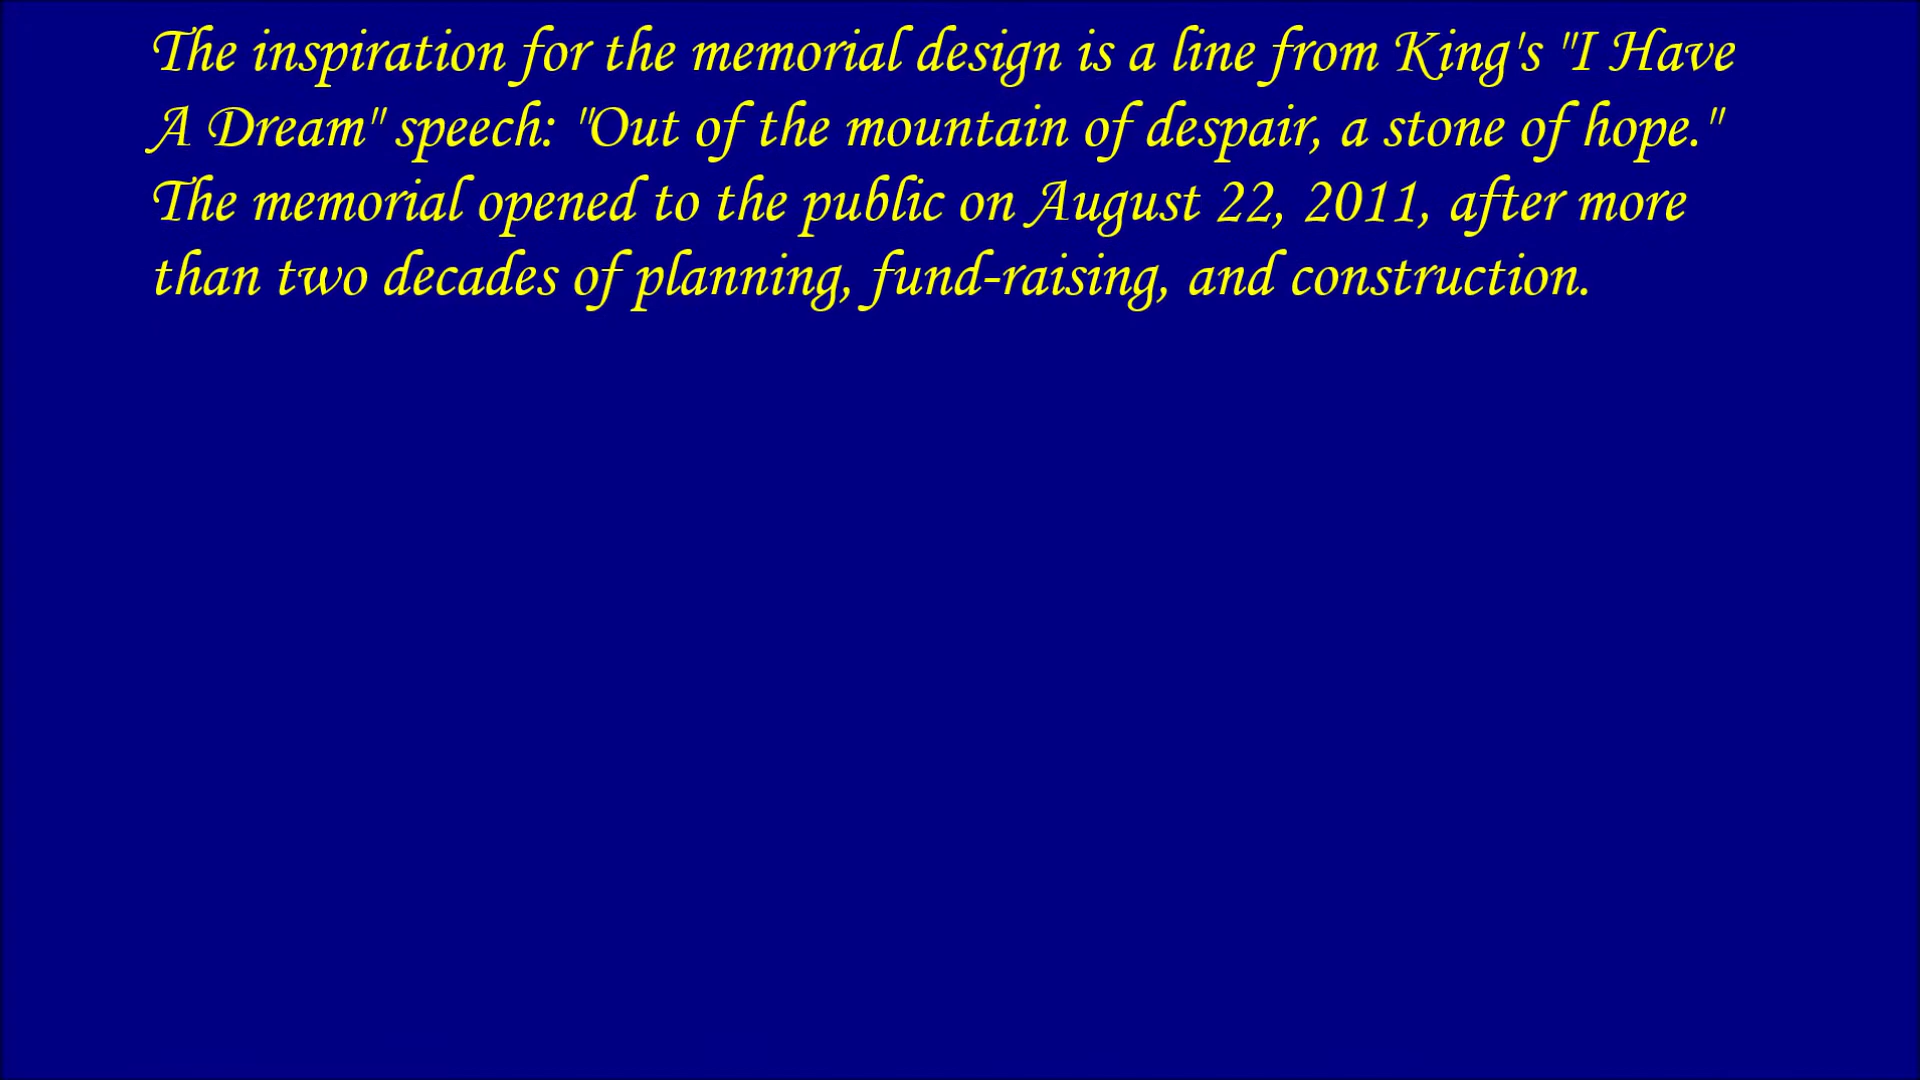 The inspiration for the memorial design is a line from King's "I Have
A Dream" speech: "Out of the mountain of despair, a stone of hope."
The memorial opened to the public on August 22, 2011, after more
than two decades of planning, fund-raising, and construction.